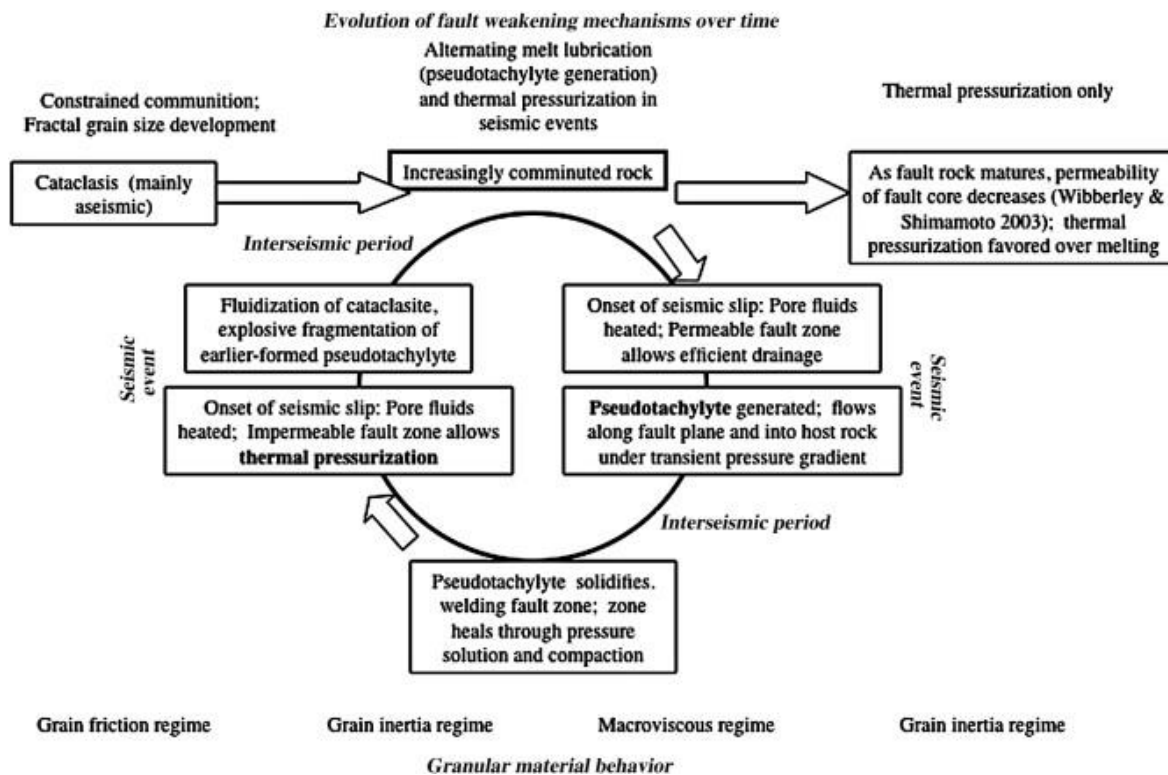 Evolution of fault weakening mechanisms over time
Alternating melt lubrication
(pseudotachylyte generation)
and thermal pressurization in
seismic events
Constrained communition;
Fractal grain size development
Thermal pressurization only
Cataclasis (mainly
aseismic)
Increasingly comminuted rock
As fault rock matures, permeability
of fault core decreases (Wibberley &
Shimamoto 2003); thermal
pressurization favored over melting
Interseismic period
Fluidization of cataclasite,
explosive fragmentation of
earlier-formed pseudotachylyte
Onset of seismic slip: Pore fluids
heated; Permeable fault zone
allows efficient drainage
Seismic
event
Seismic
event
Onset of seismic slip: Pore fluids
heated; Impermeable fault zone allows
thermal pressurization
Pseudotachylyte generated; flows
along fault plane and into host rock
under transient pressure gradient
Interseismic period
Pseudotachylyte solidifies.
welding fault zone; zone
heals through pressure
solution and compaction
Grain friction regime
Grain inertia regime
Macroviscous regime
Grain inertia regime
Granular material behavior